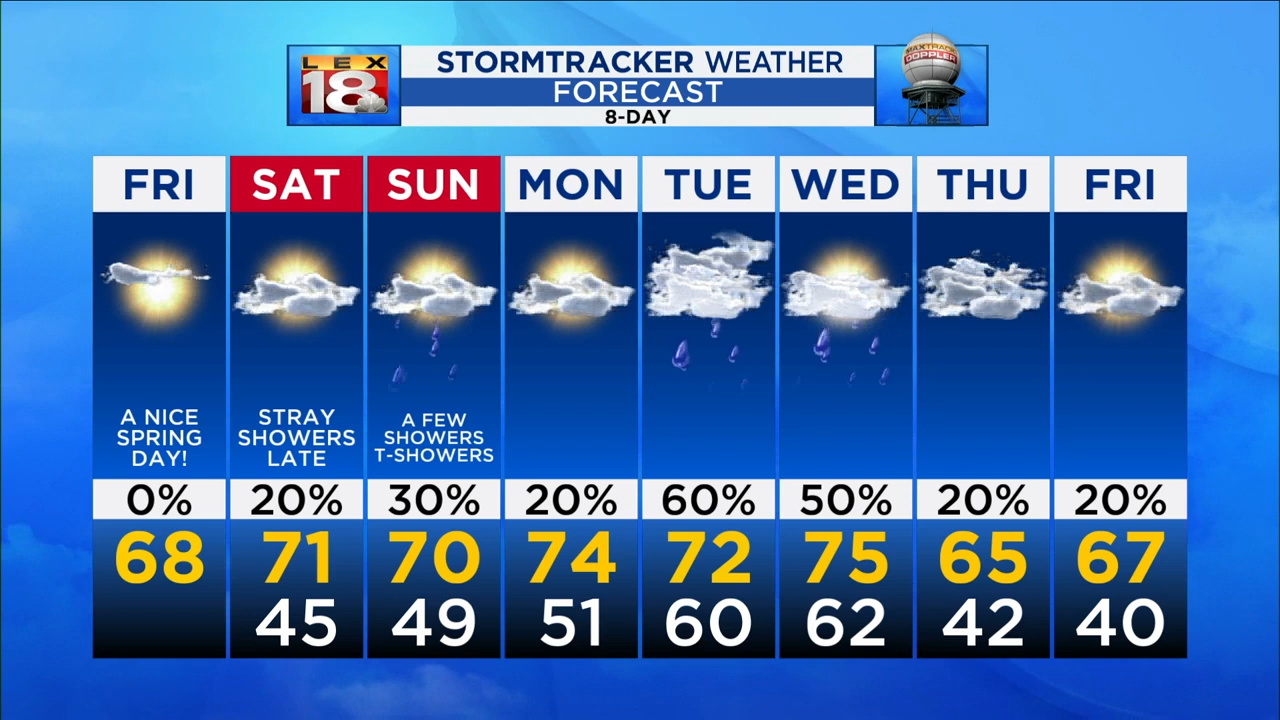 LEX
18
STORMTRACKER WEATHER
FORECAST
8-DAY
MAXTRACK
DOPPLER
FRI SAT SUN MON TUE WED THU FRI
A NICE
SPRING
DAY!
STRAY
SHOWERS
LATE
A FEW
SHOWERS
T-SHOWERS
0% 20% 30% 20% 60% 50% 20% 20%
68 71 70 74 72 75 65 67
45 49 51 60 62 42 40